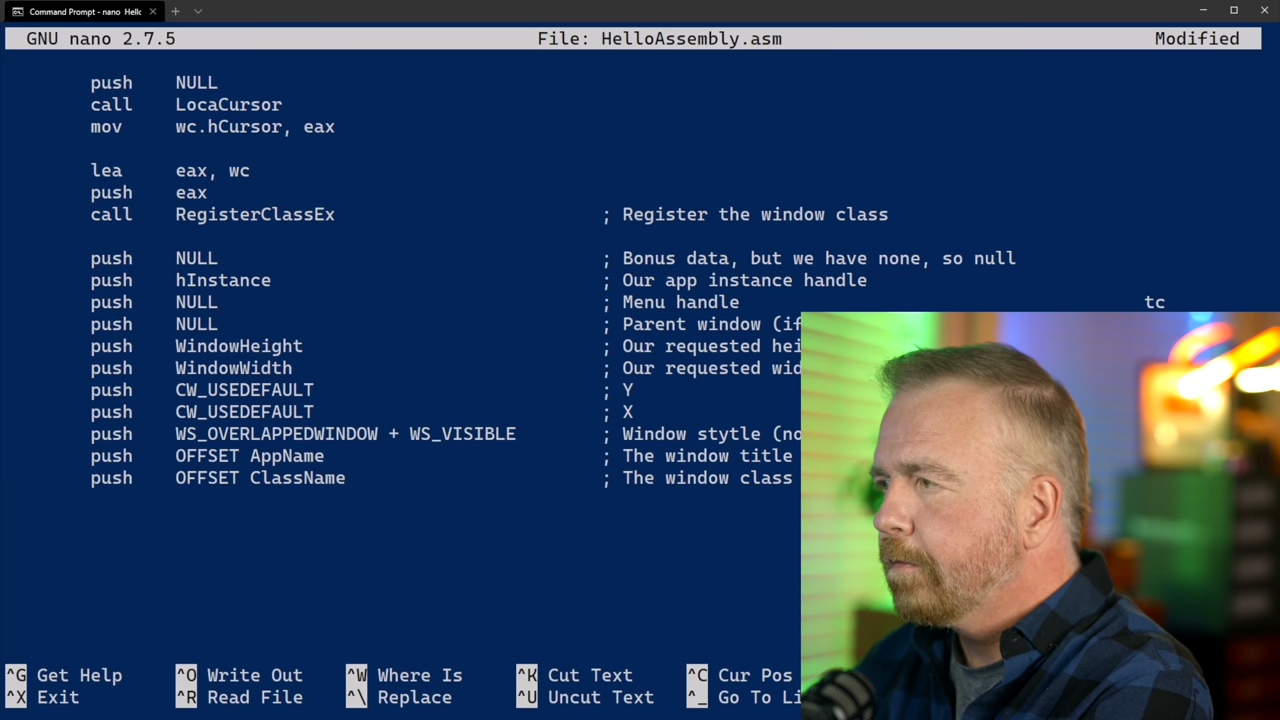 Command Prompt - nano Hello
GNU nano 2.7.5 File: HelloAssembly.asm Modified
push NULL
call LocaCursor
mov wc.hCursor, eax
lea eax, wc
push eax
call RegisterClassEx ; Register the window class
push NULL ; Bonus data, but we have none, so null
push hInstance ; Our app instance handle
push NULL ; Menu handle tc
push NULL ; Parent window (if
push WindowHeight ; Our requested hei
push WindowWidth ; Our requested wid
push CW_USEDEFAULT ; Y
push CW_USEDEFAULT ; X
push WS_OVERLAPPEDWINDOW + WS_VISIBLE ; Window stytle (no
push OFFSET AppName ; The window title
push OFFSET ClassName ; The window class
^G Get Help ^O Write Out ^W Where Is ^K Cut Text ^C Cur Pos
^X Exit ^R Read File ^\ Replace ^U Uncut Text ^_ Go To Li